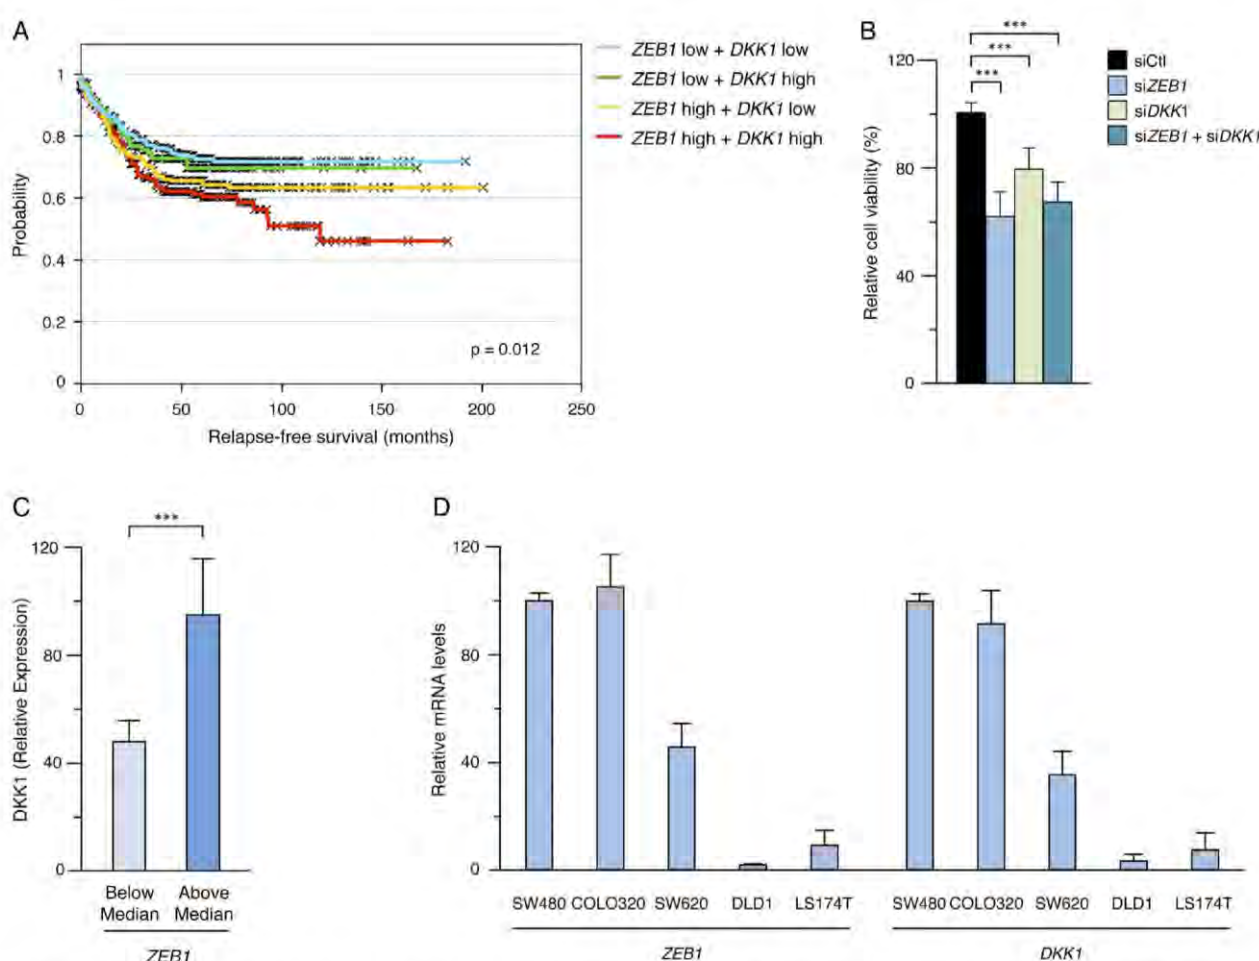 A
1
0.8
0.6
0.4
0.2
0
Probability
0
50
100
150
200
250
Relapse-free survival (months)
p = 0.012
ZEB1 low + DKK1 low
ZEB1 low + DKK1 high
ZEB1 high + DKK1 low
ZEB1 high + DKK1 high
B
***
***
***
120
80
40
0
Relative cell viability (%)
siCtl
siZEB1
siDKK1
siZEB1 + siDKK1
C
***
120
80
40
0
DKK1 (Relative Expression)
Below
Median
Above
Median
ZEB1
D
120
80
40
0
Relative mRNA levels
SW480 COLO320 SW620 DLD1 LS174T
SW480 COLO320 SW620 DLD1 LS174T
ZEB1
DKK1